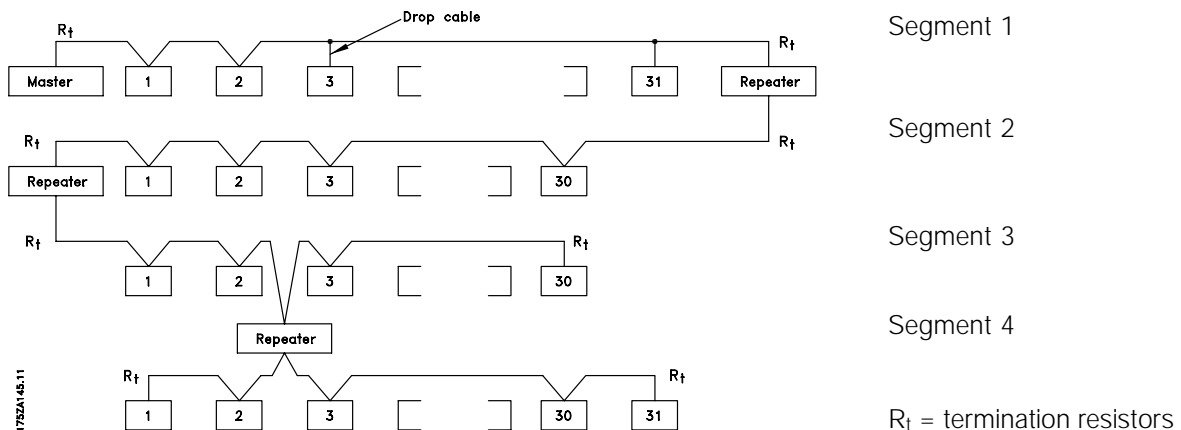 Drop cable
Rt Rt Segment 1
Master 1 2 3 31 Repeater
Segment 2
Rt Rt
Repeater 1 2 3 30
Rt Rt Segment 3
1 2 3 30
Repeater Segment 4
Rt Rt
1 2 3 30 31
Rt = termination resistors
175ZA145.11